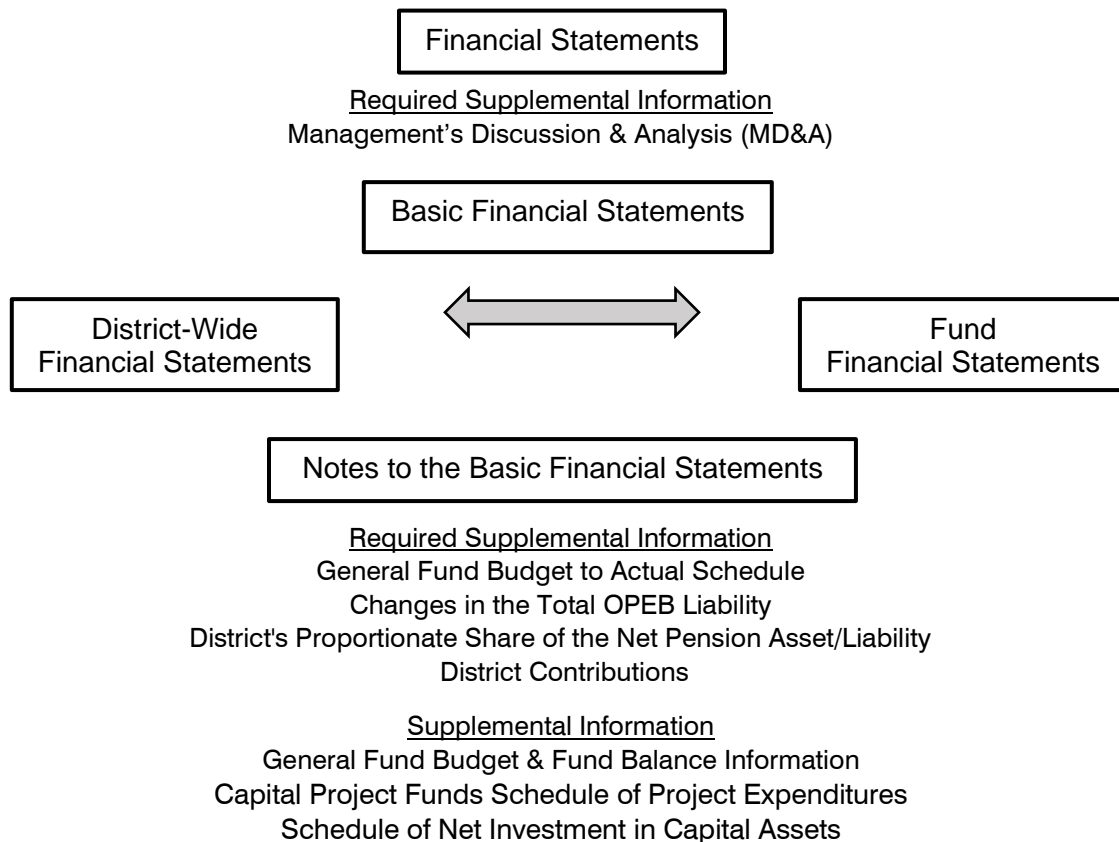 Financial Statements
Required Supplemental Information
Management’s Discussion & Analysis (MD&A)
Basic Financial Statements
District-Wide
Financial Statements
Fund
Financial Statements
Notes to the Basic Financial Statements
Required Supplemental Information
General Fund Budget to Actual Schedule
Changes in the Total OPEB Liability
District's Proportionate Share of the Net Pension Asset/Liability
District Contributions
Supplemental Information
General Fund Budget & Fund Balance Information
Capital Project Funds Schedule of Project Expenditures
Schedule of Net Investment in Capital Assets